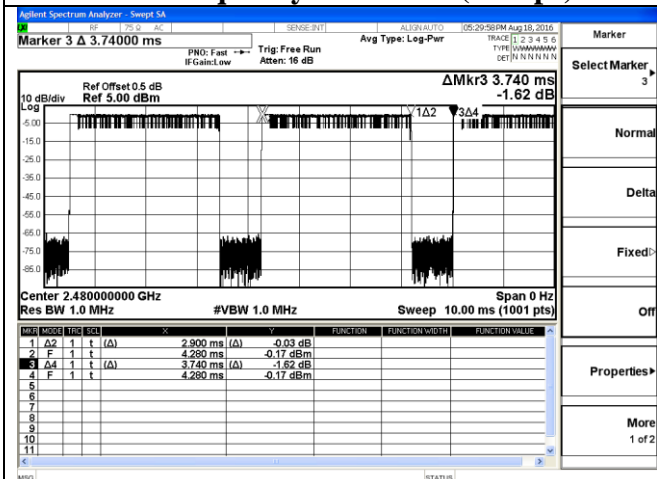 Agilent Spectrum Analyzer - Swept SA
RF 75 Ω AC SENSE:INT ALIGN AUTO 05:29:58 PM Aug 18, 2016
Marker 3 Δ 3.74000 ms
PNO: Fast
IFGain:Low
Trig: Free Run
Atten: 16 dB
Avg Type: Log-Pwr
TRACE 1 2 3 4 5 6
TYPE
DET N N N N N N
Ref Offset 0.5 dB
10 dB/div Ref 5.00 dBm
Log
ΔMkr3 3.740 ms
-1.62 dB
1Δ2 3Δ4
-5.00
-15.0
-25.0
-35.0
-45.0
-55.0
-65.0
-75.0
-85.0
Center 2.480000000 GHz Span 0 Hz
Res BW 1.0 MHz #VBW 1.0 MHz Sweep 10.00 ms (1001 pts)
MKR MODE TRC SCL X Y FUNCTION FUNCTION WIDTH FUNCTION VALUE
1 Δ2 1 t (Δ) 2.900 ms (Δ) -0.03 dB
2 F 1 t 4.280 ms -0.17 dBm
3 Δ4 1 t (Δ) 3.740 ms (Δ) -1.62 dB
4 F 1 t 4.280 ms -0.17 dBm
5
6
7
8
9
10
11
MSG STATUS
Marker
Select Marker
3
Normal
Delta
Fixed
Off
Properties
More
1 of 2